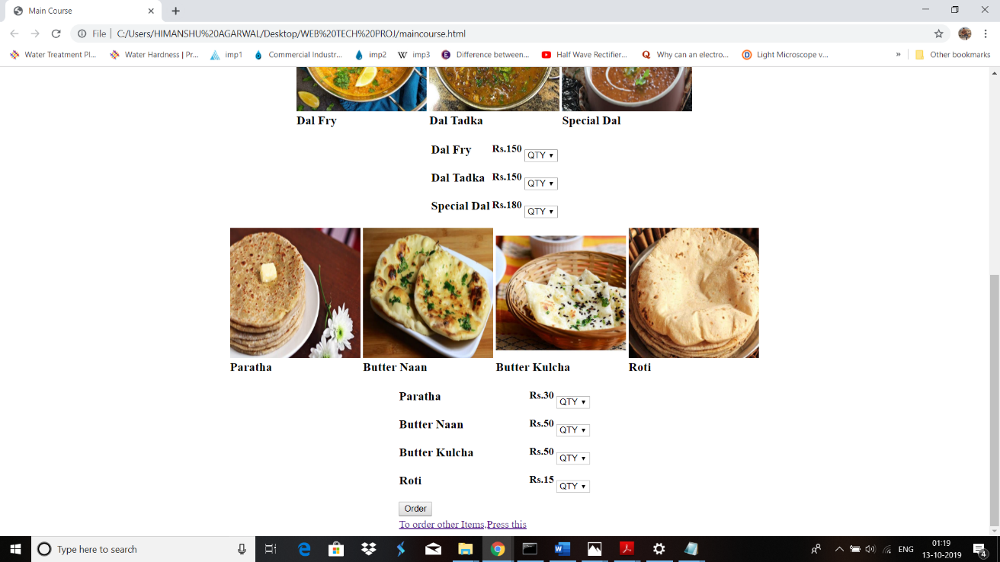 Main Course
File C:/Users/HIMANSHU%20AGARWAL/Desktop/WEB%20TECH%20PROJ/maincourse.html
Water Treatment Pl... Water Hardness | Pr... imp1 Commercial Industr... imp2 W imp3 E Difference between... Half Wave Rectifier... Q Why can an electro... D Light Microscope v... » Other bookmarks
Dal Fry Dal Tadka Special Dal
Dal Fry Rs.150 QTY
Dal Tadka Rs.150 QTY
Special Dal Rs.180 QTY
Paratha Butter Naan Butter Kulcha Roti
Paratha Rs.30 QTY
Butter Naan Rs.50 QTY
Butter Kulcha Rs.50 QTY
Roti Rs.15 QTY
Order
To order other Items,Press this
Type here to search ENG 01:19
13-10-2019 4